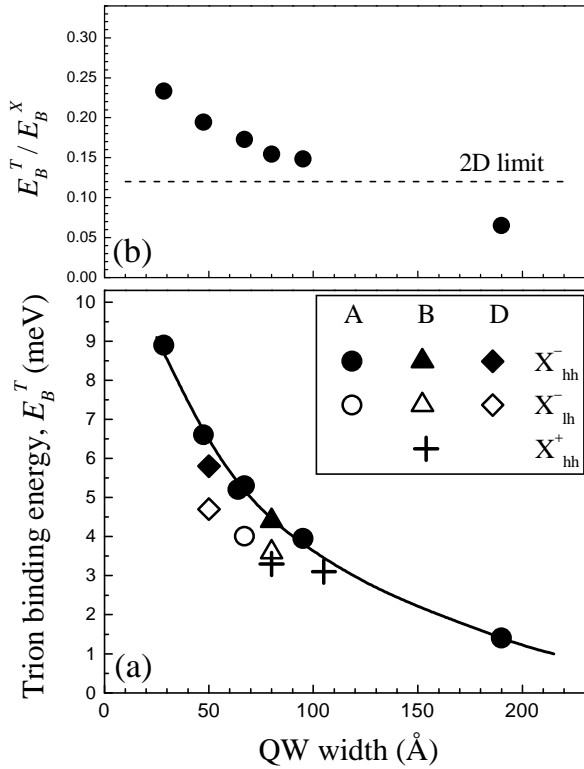 0.30
0.25
0.20
0.15
0.10
0.05
0.00
E_B^T / E_B^X
2D limit
(b)
10
9
8
7
6
5
4
3
2
1
0
Trion binding energy, E_B^T (meV)
A B D
X^-_hh
X^-_lh
X^+_hh
(a)
0 50 100 150 200
QW width (Å)